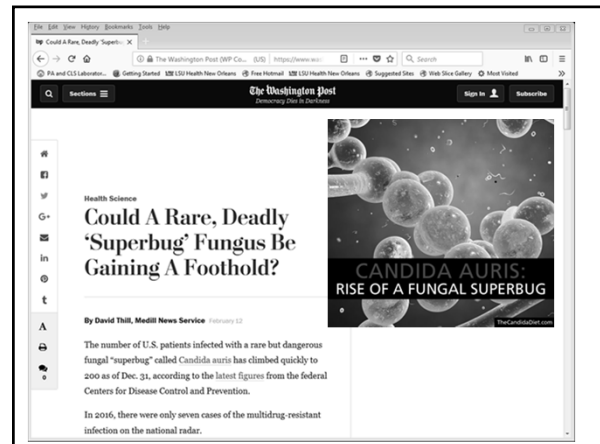 File Edit View History Bookmarks Tools Help
Could A Rare, Deadly 'Superbu
The Washington Post (WP Co... (US) https://www.was
Search
PA and CLS Laborator... Getting Started LSU Health New Orleans Free Hotmail LSU Health New Orleans Suggested Sites Web Slice Gallery Most Visited
Sections
The Washington Post
Democracy Dies in Darkness
Sign In
Subscribe
Health Science
Could A Rare, Deadly
‘Superbug’ Fungus Be
Gaining A Foothold?
CANDIDA AURIS:
RISE OF A FUNGAL SUPERBUG
TheCandidaDiet.com
G+
in
t
A
0
By David Thill, Medill News Service February 12
The number of U.S. patients infected with a rare but dangerous
fungal “superbug” called Candida auris has climbed quickly to
200 as of Dec. 31, according to the latest figures from the federal
Centers for Disease Control and Prevention.
In 2016, there were only seven cases of the multidrug-resistant
infection on the national radar.